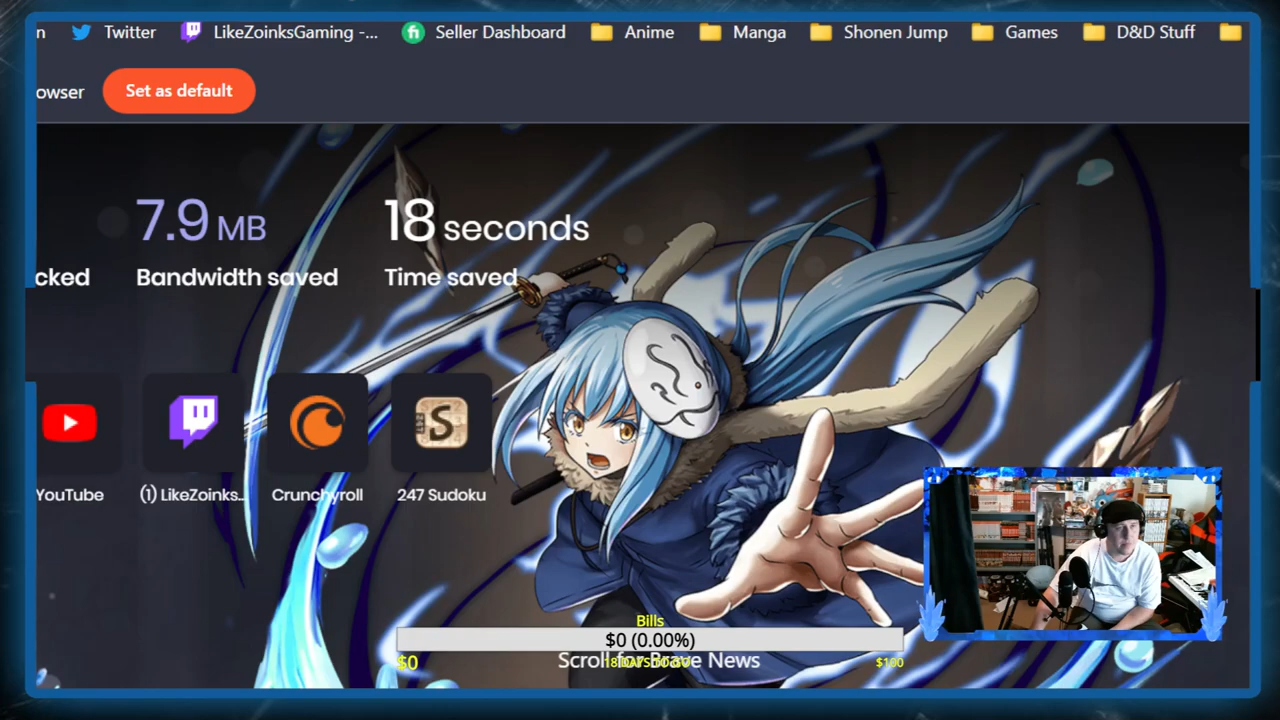 n Twitter LikeZoinksGaming -... Seller Dashboard Anime Manga Shonen Jump Games D&D Stuff
owser Set as default
7.9 MB 18 seconds
cked Bandwidth saved Time saved
S
247
YouTube (1) LikeZoinks... Crunchyroll 247 Sudoku
Bills
$0 (0.00%)
$0 Scroll for Brave News $100